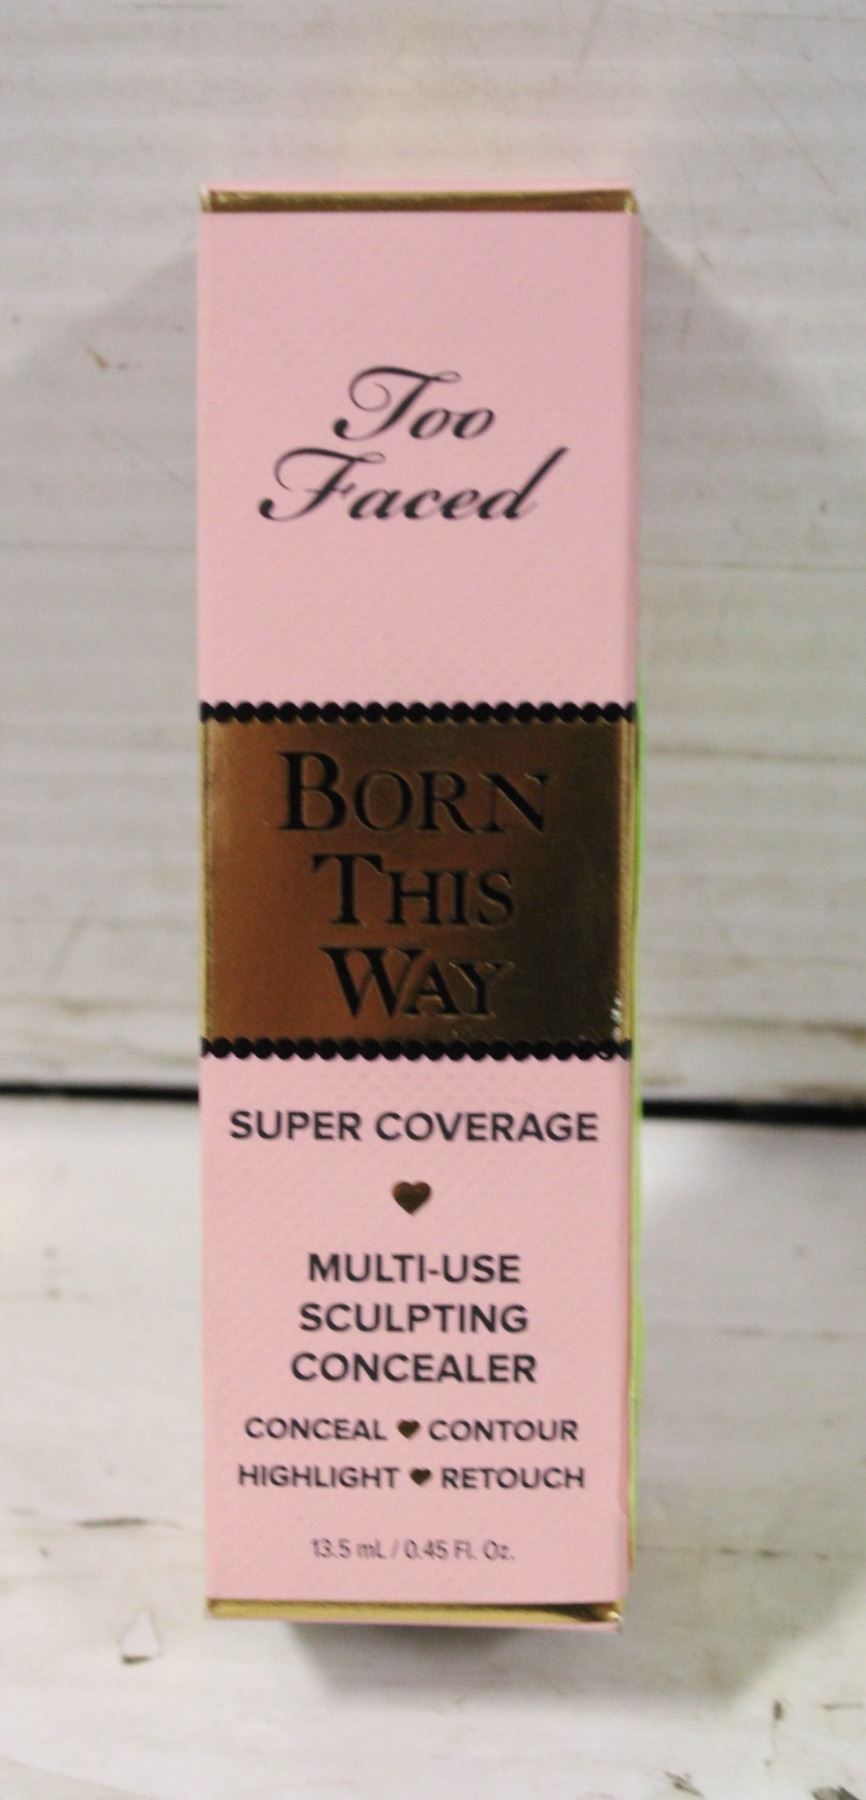 Too
Faced
BORN
THIS
WAY
SUPER COVERAGE
MULTI-USE
SCULPTING
CONCEALER
CONCEAL ♥ CONTOUR
HIGHLIGHT ♥ RETOUCH
13.5 mL / 0.45 Fl. Oz.